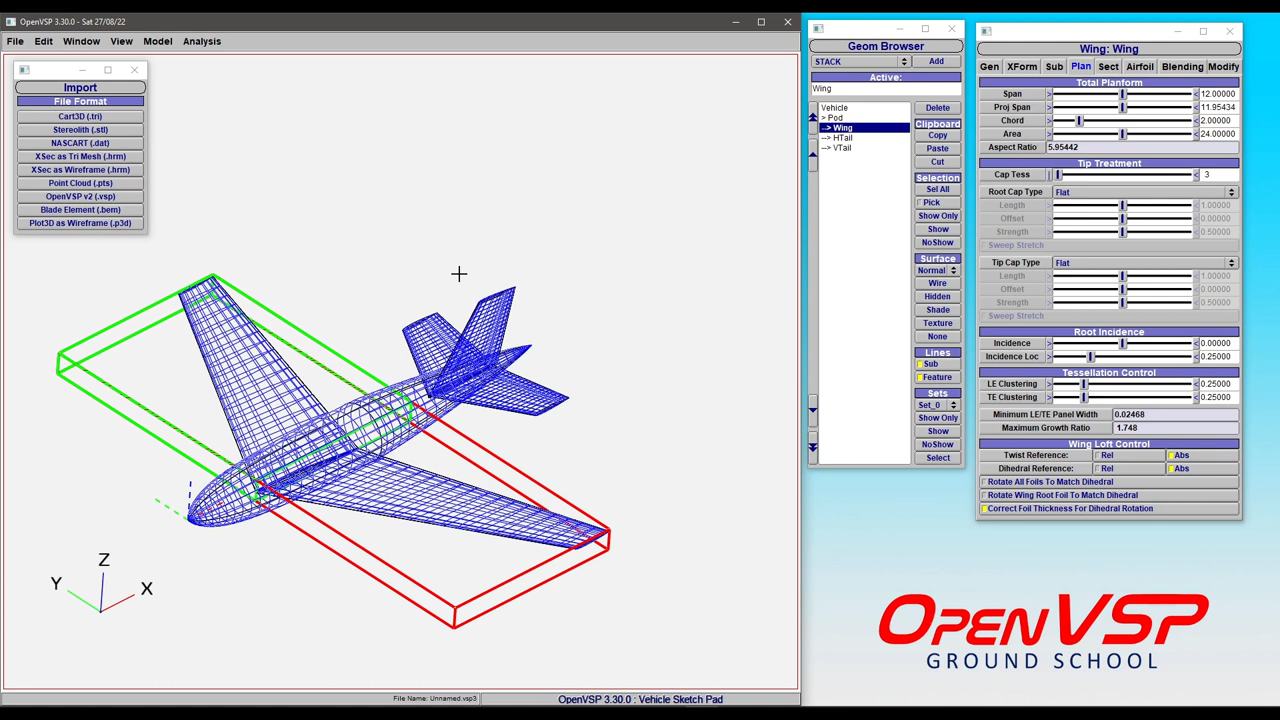 OpenVSP 3.30.0 - Sat 27/08/22
File Edit Window View Model Analysis
Import
File Format
Cart3D (.tri)
Stereolith (.stl)
NASCART (.dat)
XSec as Tri Mesh (.hrm)
XSec as Wireframe (.hrm)
Point Cloud (.pts)
OpenVSP v2 (.vsp)
Blade Element (.bem)
Plot3D as Wireframe (.p3d)
Z
Y
X
File Name: Unnamed.vsp3
OpenVSP 3.30.0 : Vehicle Sketch Pad
Geom Browser
STACK Add
Active:
Wing
Vehicle
> Pod
--> Wing
--> HTail
--> VTail
Delete
Clipboard
Copy
Paste
Cut
Selection
Sel All
Pick
Show Only
Show
NoShow
Surface
Normal
Wire
Hidden
Shade
Texture
None
Lines
Sub
Feature
Sets
Set_0
Show Only
Show
NoShow
Select
Wing: Wing
Gen XForm Sub Plan Sect Airfoil Blending Modify
Total Planform
Span > < 12.00000
Proj Span > < 11.95434
Chord > < 2.00000
Area > < 24.00000
Aspect Ratio 5.95442
Tip Treatment
Cap Tess | < 3
Root Cap Type Flat
Length > < 1.00000
Offset > < 0.00000
Strength > < 0.50000
Sweep Stretch
Tip Cap Type Flat
Length > < 1.00000
Offset > < 0.00000
Strength > < 0.50000
Sweep Stretch
Root Incidence
Incidence > < 0.00000
Incidence Loc > < 0.25000
Tessellation Control
LE Clustering > < 0.25000
TE Clustering > < 0.25000
Minimum LE/TE Panel Width 0.02468
Maximum Growth Ratio 1.748
Wing Loft Control
Twist Reference: Rel Abs
Dihedral Reference: Rel Abs
Rotate All Foils To Match Dihedral
Rotate Wing Root Foil To Match Dihedral
Correct Foil Thickness For Dihedral Rotation
OpenVSP
GROUND SCHOOL